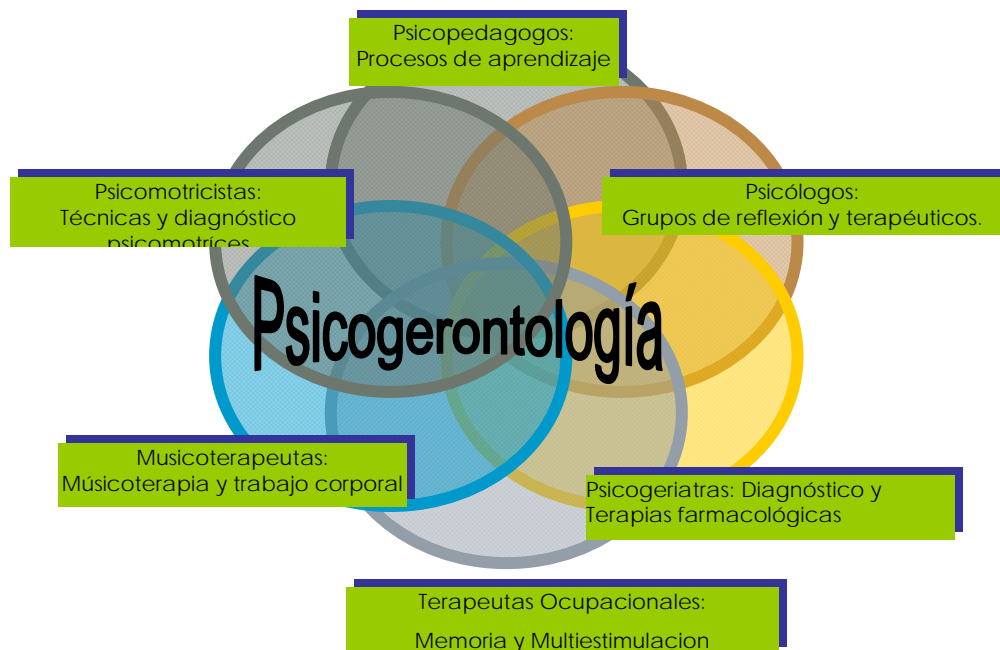 Psicopedagogos:
Procesos de aprendizaje
Psicomotricistas:
Técnicas y diagnóstico
psicomotríces
Psicólogos:
Grupos de reflexión y terapéuticos.
Psicogerontología
Musicoterapeutas:
Músicoterapia y trabajo corporal
Psicogeriatras: Diagnóstico y
Terapias farmacológicas
Terapeutas Ocupacionales:
Memoria y Multiestimulacion